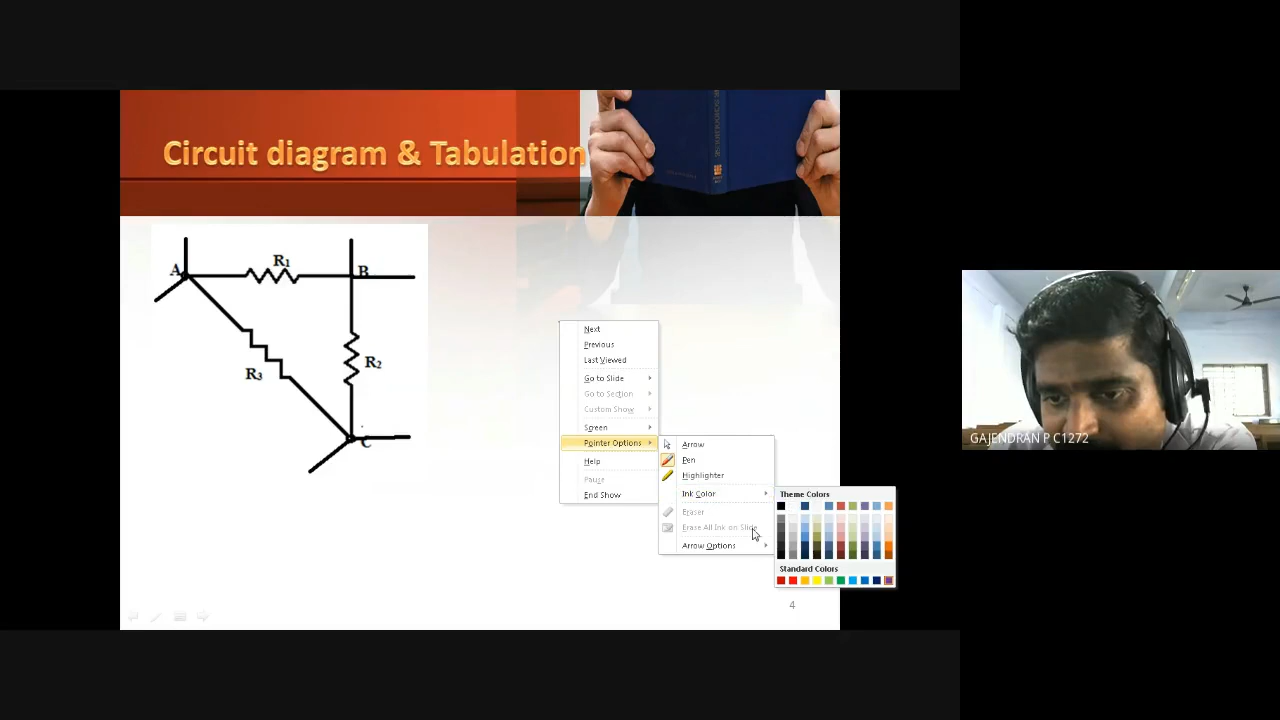 Circuit diagram & Tabulation
A
R1
B
R2
R3
C
Next
Previous
Last Viewed
Go to Slide
Go to Section
Custom Show
Screen
Pointer Options
Help
Pause
End Show
Arrow
Pen
Highlighter
Ink Color
Eraser
Erase All Ink on Slide
Arrow Options
Theme Colors
Standard Colors
4
GAJENDRAN P C1272